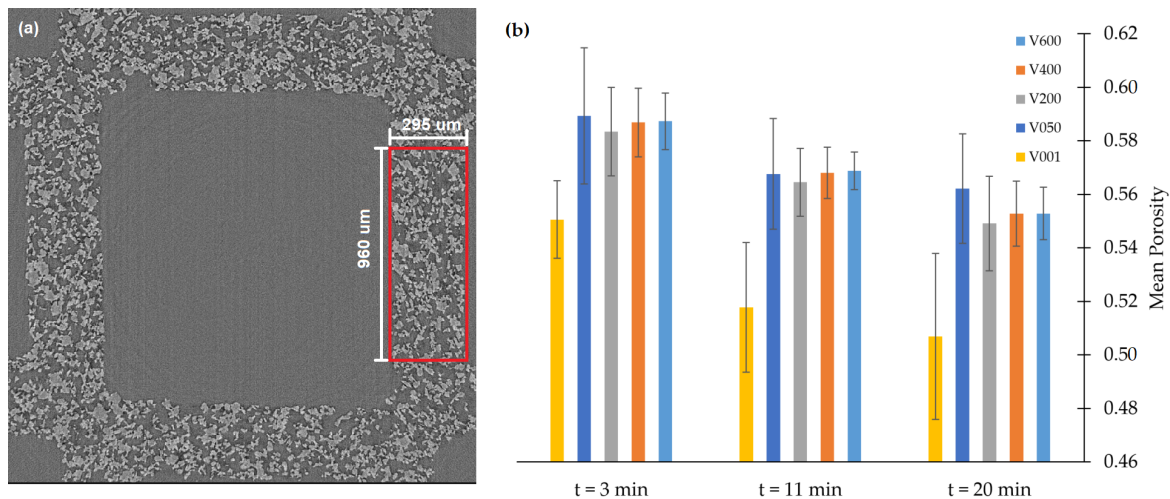 (a)
295 um
960 um
(b)
V600
V400
V200
V050
V001
0.62
0.60
0.58
0.56
0.54
0.52
0.50
0.48
0.46
Mean Porosity
t = 3 min
t = 11 min
t = 20 min